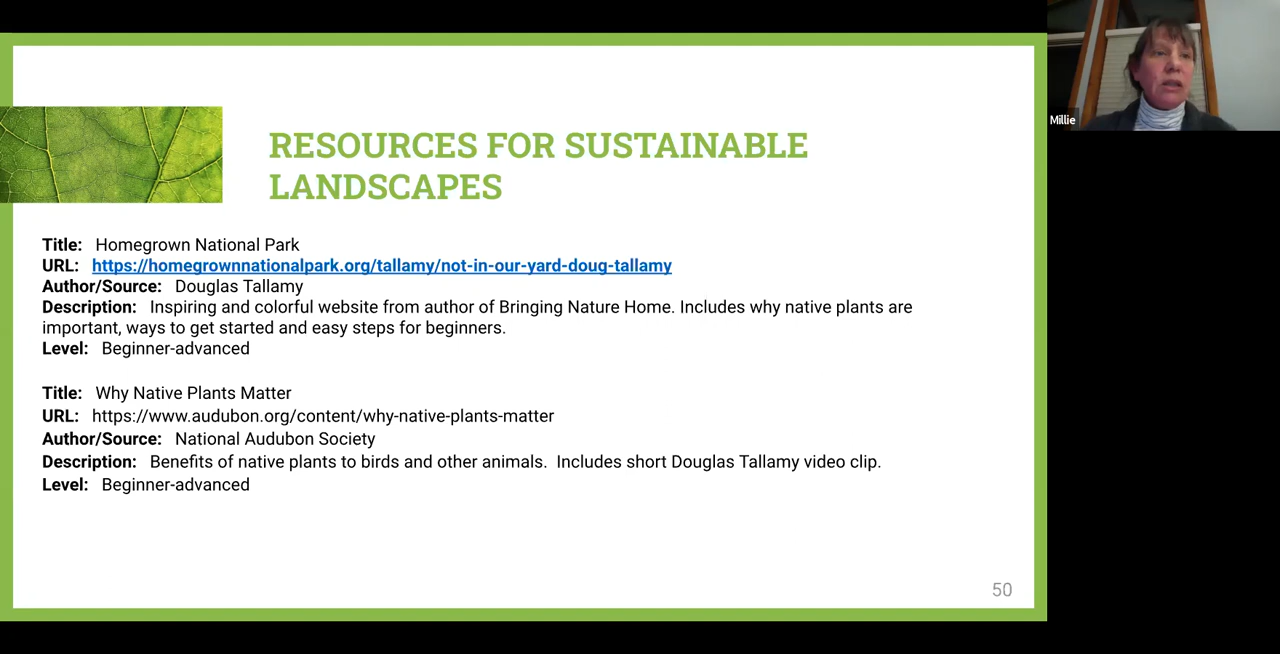 RESOURCES FOR SUSTAINABLE
LANDSCAPES
Millie
Title: Homegrown National Park
URL: https://homegrownnationalpark.org/tallamy/not-in-our-yard-doug-tallamy
Author/Source: Douglas Tallamy
Description: Inspiring and colorful website from author of Bringing Nature Home. Includes why native plants are
important, ways to get started and easy steps for beginners.
Level: Beginner-advanced
Title: Why Native Plants Matter
URL: https://www.audubon.org/content/why-native-plants-matter
Author/Source: National Audubon Society
Description: Benefits of native plants to birds and other animals. Includes short Douglas Tallamy video clip.
Level: Beginner-advanced
50